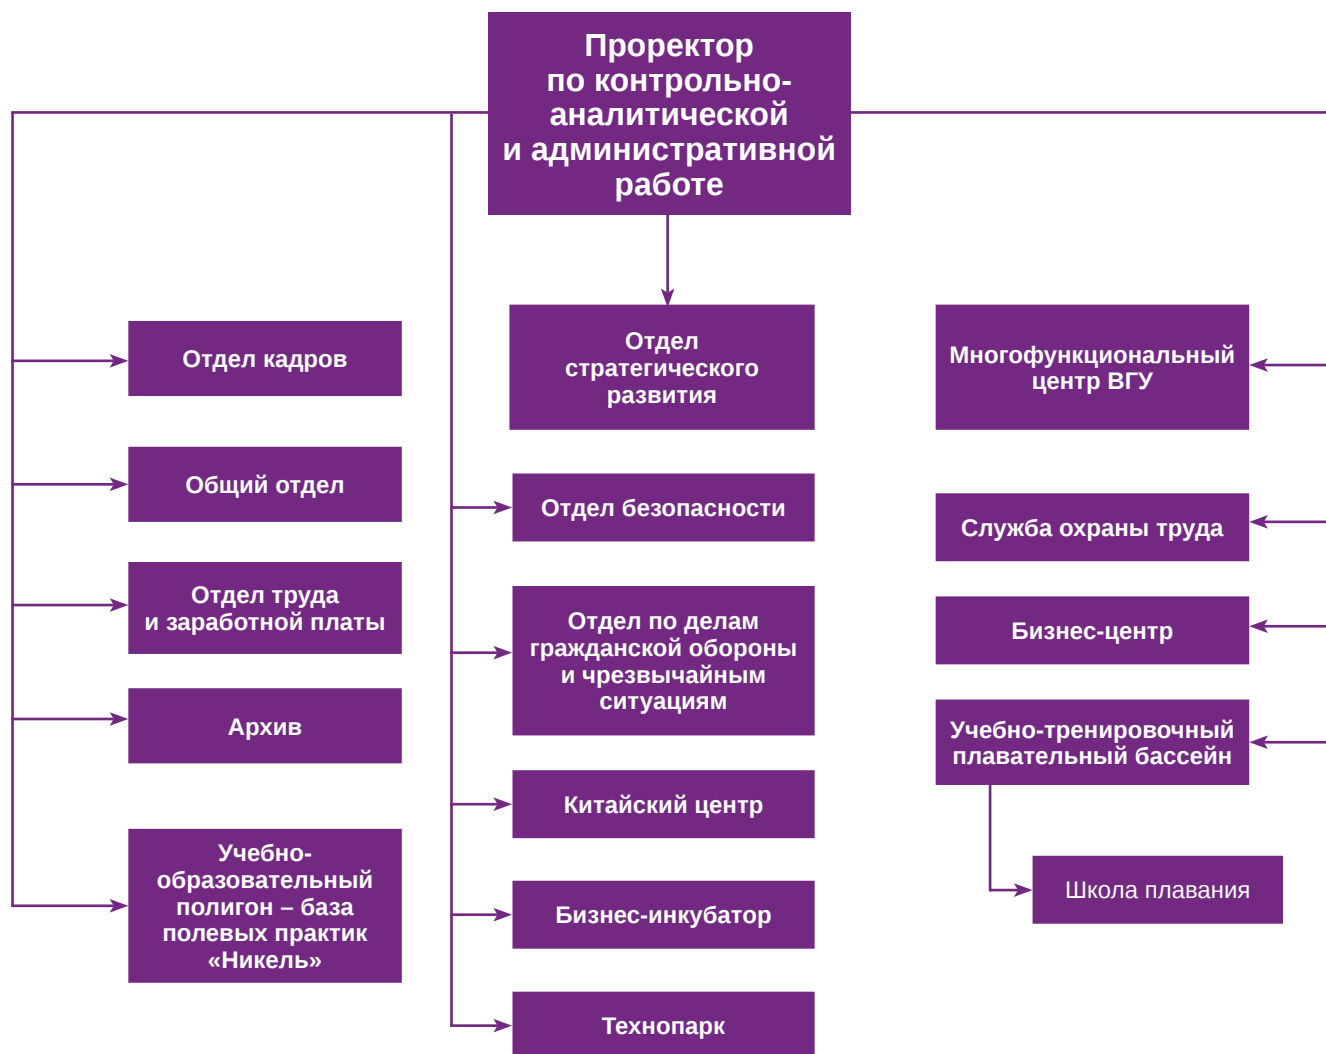 Проректор
по контрольно-
аналитической
и административной
работе
Отдел кадров
Общий отдел
Отдел труда
и заработной платы
Архив
Учебно-
образовательный
полигон – база
полевых практик
«Никель»
Отдел
стратегического
развития
Отдел безопасности
Отдел по делам
гражданской обороны
и чрезвычайным
ситуациям
Китайский центр
Бизнес-инкубатор
Технопарк
Многофункциональный
центр ВГУ
Служба охраны труда
Бизнес-центр
Учебно-тренировочный
плавательный бассейн
Школа плавания